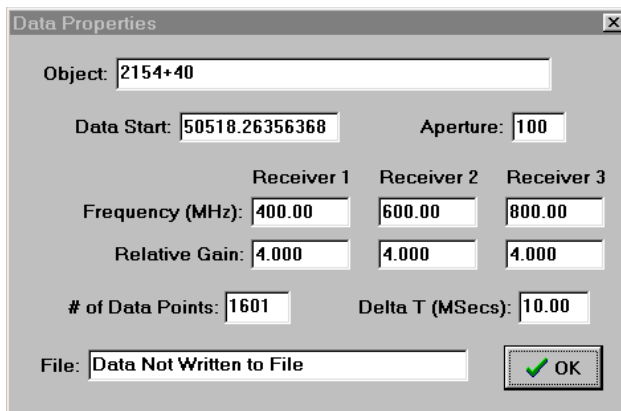 Data Properties
Object: 2154+40
Data Start: 50518.26356368 Aperture: 100
Receiver 1 Receiver 2 Receiver 3
Frequency (MHz): 400.00 600.00 800.00
Relative Gain: 4.000 4.000 4.000
# of Data Points: 1601 Delta T (MSecs): 10.00
File: Data Not Written to File OK